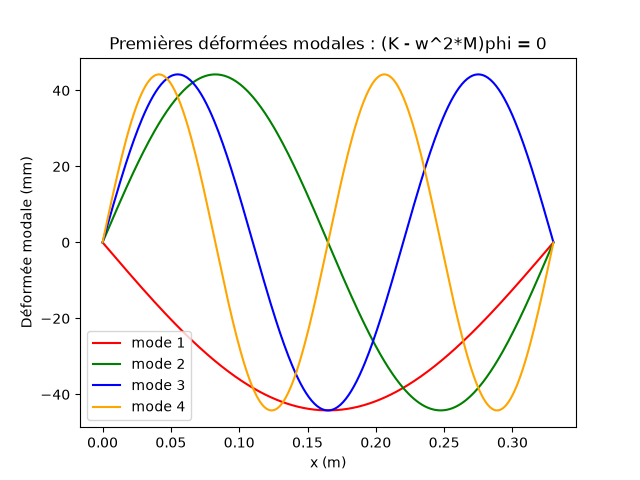 Premières déformées modales : (K - w^2*M)phi = 0
Déformée modale (mm)
40
20
0
−20
−40
mode 1
mode 2
mode 3
mode 4
0.00 0.05 0.10 0.15 0.20 0.25 0.30
x (m)